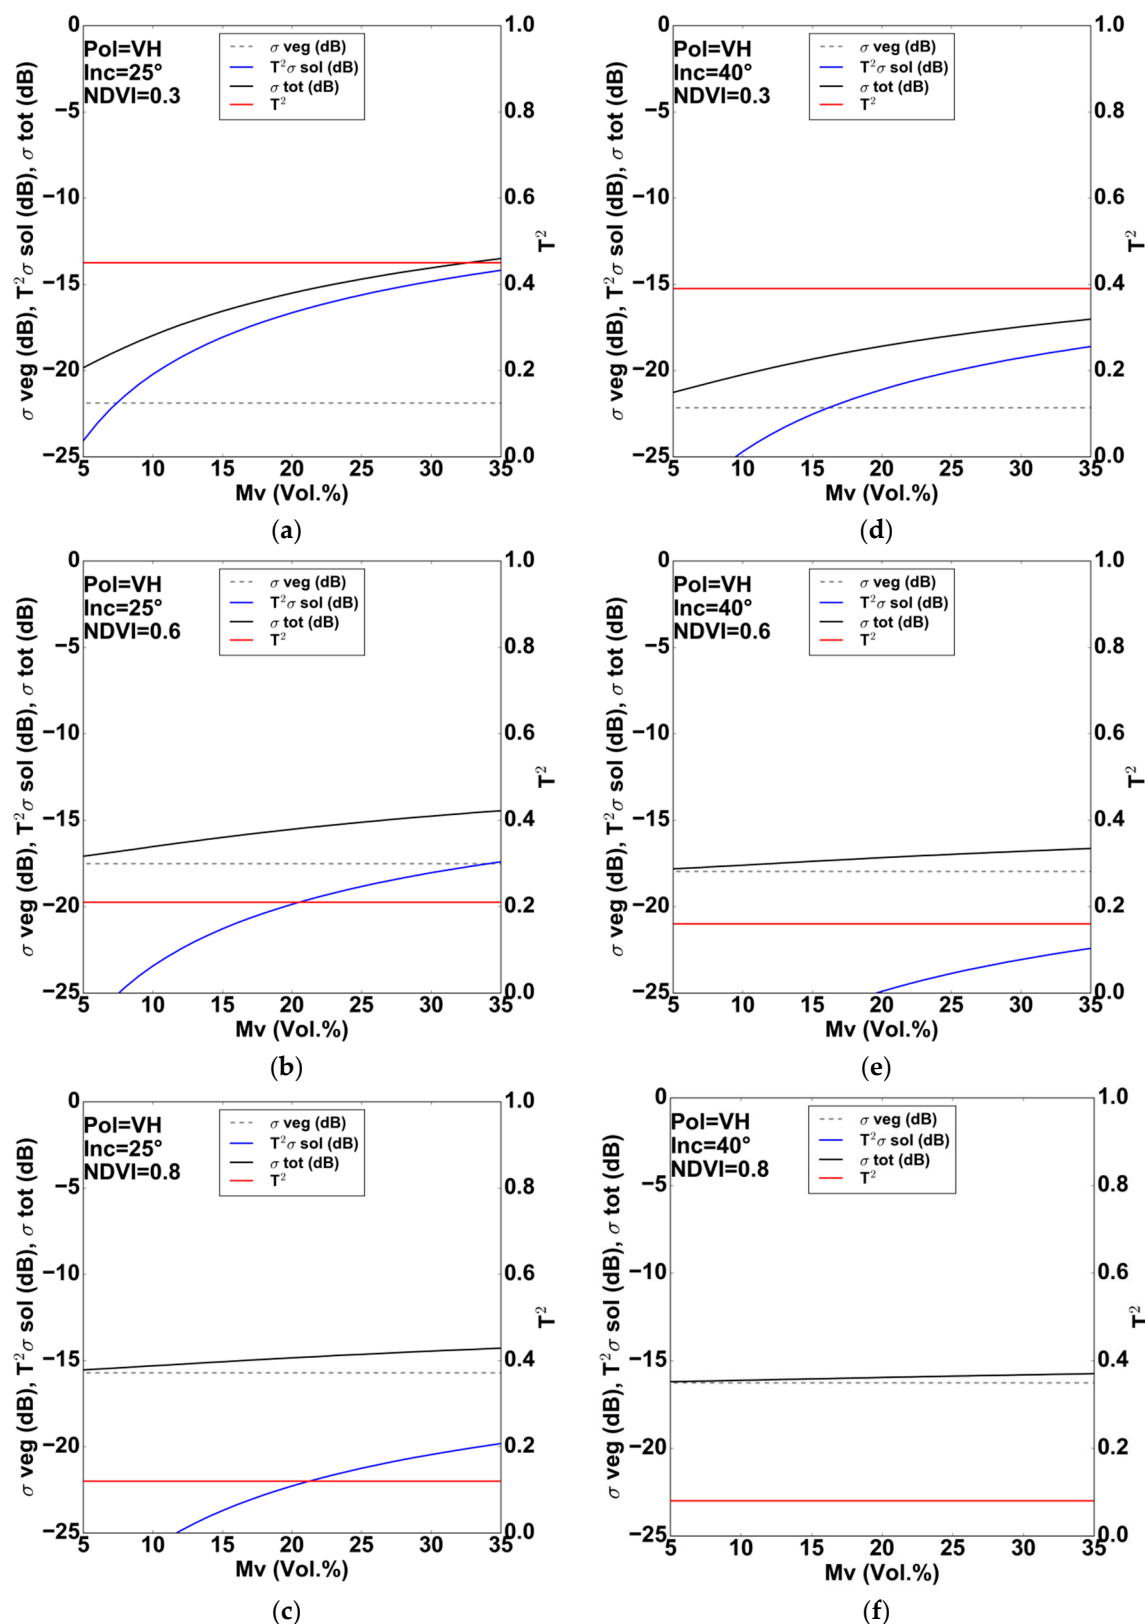 Pol=VH
Inc=25°
NDVI=0.3
σ veg (dB)
T²σ sol (dB)
σ tot (dB)
T²
0
−5
−10
−15
−20
−25
1.0
0.8
0.6
0.4
0.2
0.0
5 10 15 20 25 30 35
Mv (Vol.%)
σ veg (dB), T²σ sol (dB), σ tot (dB)
T²
(a)
Pol=VH
Inc=40°
NDVI=0.3
σ veg (dB)
T²σ sol (dB)
σ tot (dB)
T²
0
−5
−10
−15
−20
−25
1.0
0.8
0.6
0.4
0.2
0.0
5 10 15 20 25 30 35
Mv (Vol.%)
σ veg (dB), T²σ sol (dB), σ tot (dB)
T²
(d)
Pol=VH
Inc=25°
NDVI=0.6
σ veg (dB)
T²σ sol (dB)
σ tot (dB)
T²
0
−5
−10
−15
−20
−25
1.0
0.8
0.6
0.4
0.2
0.0
5 10 15 20 25 30 35
Mv (Vol.%)
σ veg (dB), T²σ sol (dB), σ tot (dB)
T²
(b)
Pol=VH
Inc=40°
NDVI=0.6
σ veg (dB)
T²σ sol (dB)
σ tot (dB)
T²
0
−5
−10
−15
−20
−25
1.0
0.8
0.6
0.4
0.2
0.0
5 10 15 20 25 30 35
Mv (Vol.%)
σ veg (dB), T²σ sol (dB), σ tot (dB)
T²
(e)
Pol=VH
Inc=25°
NDVI=0.8
σ veg (dB)
T²σ sol (dB)
σ tot (dB)
T²
0
−5
−10
−15
−20
−25
1.0
0.8
0.6
0.4
0.2
0.0
5 10 15 20 25 30 35
Mv (Vol.%)
σ veg (dB), T²σ sol (dB), σ tot (dB)
T²
(c)
Pol=VH
Inc=40°
NDVI=0.8
σ veg (dB)
T²σ sol (dB)
σ tot (dB)
T²
0
−5
−10
−15
−20
−25
1.0
0.8
0.6
0.4
0.2
0.0
5 10 15 20 25 30 35
Mv (Vol.%)
σ veg (dB), T²σ sol (dB), σ tot (dB)
T²
(f)